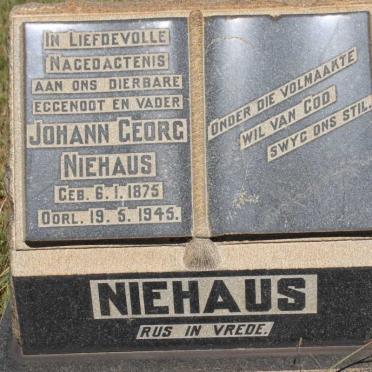 IN LIEFDEVOLLE
NAGEDACTENIS
AAN ONS DIERBARE
EGGENOOT EN VADER
JOHANN GEORG
NIEHAUS
GEB. 6.1.1875
OORL. 19.5.1945.
ONDER DIE VOLMAAKTE
WIL VAN GOD
SWYG ONS STIL.
NIEHAUS
RUS IN VREDE.